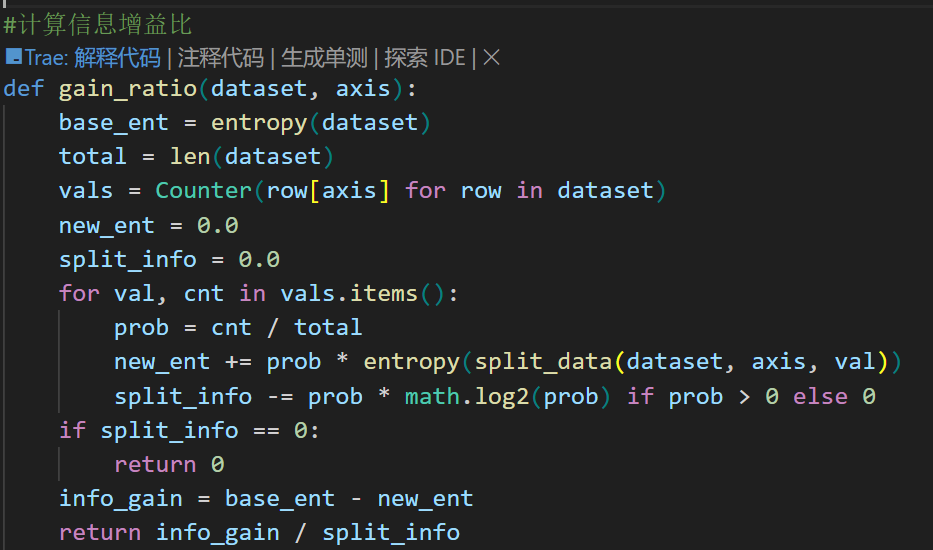 #计算信息增益比
Trae: 解释代码 | 注释代码 | 生成单测 | 探索 IDE | ×
def gain_ratio(dataset, axis):
    base_ent = entropy(dataset)
    total = len(dataset)
    vals = Counter(row[axis] for row in dataset)
    new_ent = 0.0
    split_info = 0.0
    for val, cnt in vals.items():
        prob = cnt / total
        new_ent += prob * entropy(split_data(dataset, axis, val))
        split_info -= prob * math.log2(prob) if prob > 0 else 0
    if split_info == 0:
        return 0
    info_gain = base_ent - new_ent
    return info_gain / split_info